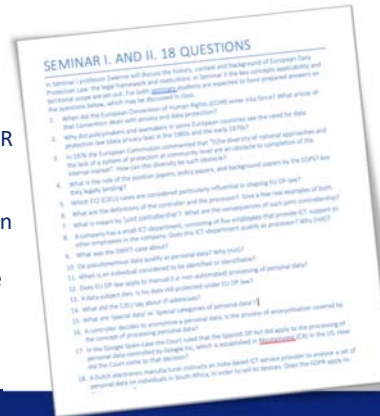 SEMINAR I. AND II. 18 QUESTIONS
In Seminar I professor Zwenne will discuss the history, context and background of European Data
Protection Law: the legal framework and institutions. In Seminar II the key concepts applicability and
territorial scope are set out. For both seminars students are expected to have prepared answers on
the questions below, which may be discussed in class.
1. When did the European Convention of Human Rights (ECHR) enter into force? What article of
that Convention deals with privacy and data protection?
2. Why did policymakers and lawmakers in some European countries see the need for data
protection law (data privacy law) in the 1960s and the early 1970s?
3. In 1976 the European Commission commented that "[t]he diversity of national approaches and
the lack of a system of protection at community level are an obstacle to completion of the
internal market". How can this diversity be such obstacle?
4. What is the role of the position papers, policy papers, and background papers by the EDPS? Are
they legally binding?
5. Which ECJ (CJEU) cases are considered particularly influential in shaping EU DP-law?
6. What are the definitions of the controller and the processor? Give a few real examples of both.
7. What is meant by 'joint controllership'? What are the consequences of such joint controllership?
8. A company has a small ICT-department, consisting of five employees that provide ICT support to
other employees in the company. Does this ICT department qualify as processor? Why [not]?
9. What was the SWIFT-case about?
10. Do pseudonymous data qualify as personal data? Why [not]?
11. When is an individual considered to be identified or identifiable?
12. Does EU DP law apply to manual (i.e. non automated) processing of personal data?
13. A data subject dies. Is his data still protected under EU DP law?
14. What did the CJEU say about IP-addresses?
15. What are 'special data' or 'special categories of personal data'?
16. A controller decides to anonymise a personal data. Is the process of anonymisation covered by
the concept of processing personal data?
17. In the Google Spain-case the Court ruled that the Spanish DP Act did apply to the processing of
personal data controlled by Google Inc, which is established in (CA) in the US. How
did the Court come to that decision?
18. A Dutch electronics manufacturer instructs an India based ICT-service provider to analyse a set of
personal data on individuals in South Africa, in order to sell its devices. Does the GDPR apply to
R
n
e